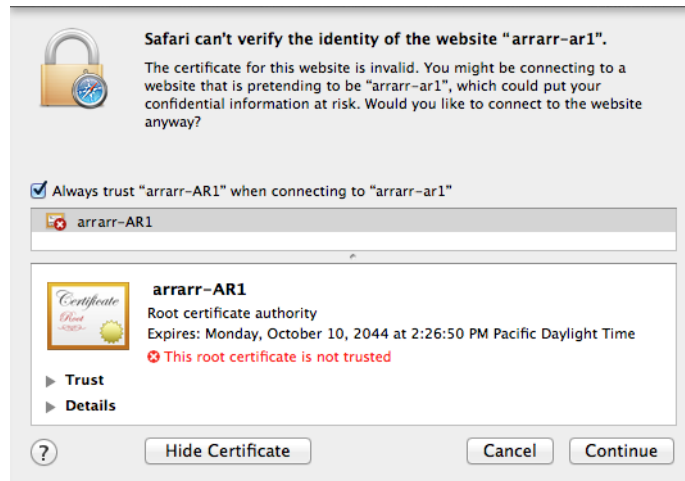 Safari can't verify the identity of the website “arrarr-ar1”.
The certificate for this website is invalid. You might be connecting to a
website that is pretending to be “arrarr-ar1”, which could put your
confidential information at risk. Would you like to connect to the website
anyway?
Always trust “arrarr-AR1” when connecting to “arrarr-ar1”
arrarr-AR1
Certificate
Root
arrarr-AR1
Root certificate authority
Expires: Monday, October 10, 2044 at 2:26:50 PM Pacific Daylight Time
This root certificate is not trusted
Trust
Details
?
Hide Certificate
Cancel
Continue